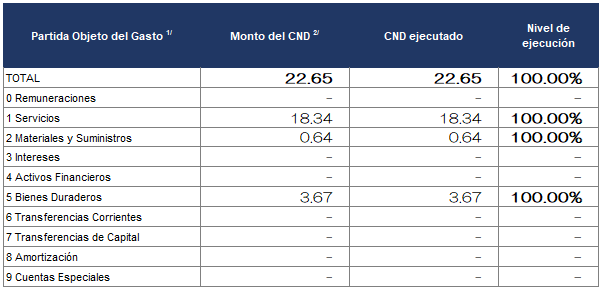 Partida Objeto del Gasto 1/ Monto del CND 2/ CND ejecutado Nivel de ejecución
TOTAL 22.65 22.65 100.00%
0 Remuneraciones – – –
1 Servicios 18.34 18.34 100.00%
2 Materiales y Suministros 0.64 0.64 100.00%
3 Intereses – – –
4 Activos Financieros – – –
5 Bienes Duraderos 3.67 3.67 100.00%
6 Transferencias Corrientes – – –
7 Transferencias de Capital – – –
8 Amortización – – –
9 Cuentas Especiales – – –